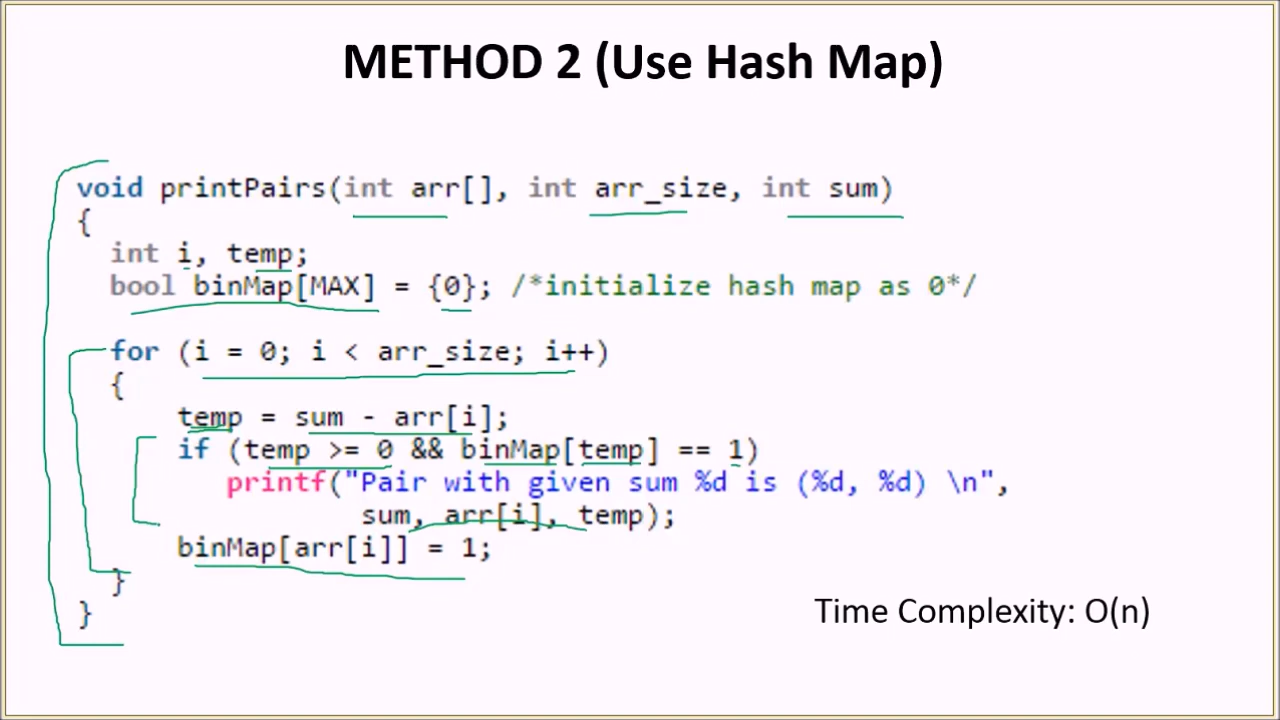 METHOD 2 (Use Hash Map)
void printPairs(int arr[], int arr_size, int sum)
{
int i, temp;
bool binMap[MAX] = {0}; /*initialize hash map as 0*/
for (i = 0; i < arr_size; i++)
{
temp = sum - arr[i];
if (temp >= 0 && binMap[temp] == 1)
printf("Pair with given sum %d is (%d, %d) \n",
sum, arr[i], temp);
binMap[arr[i]] = 1;
}
}
Time Complexity: O(n)